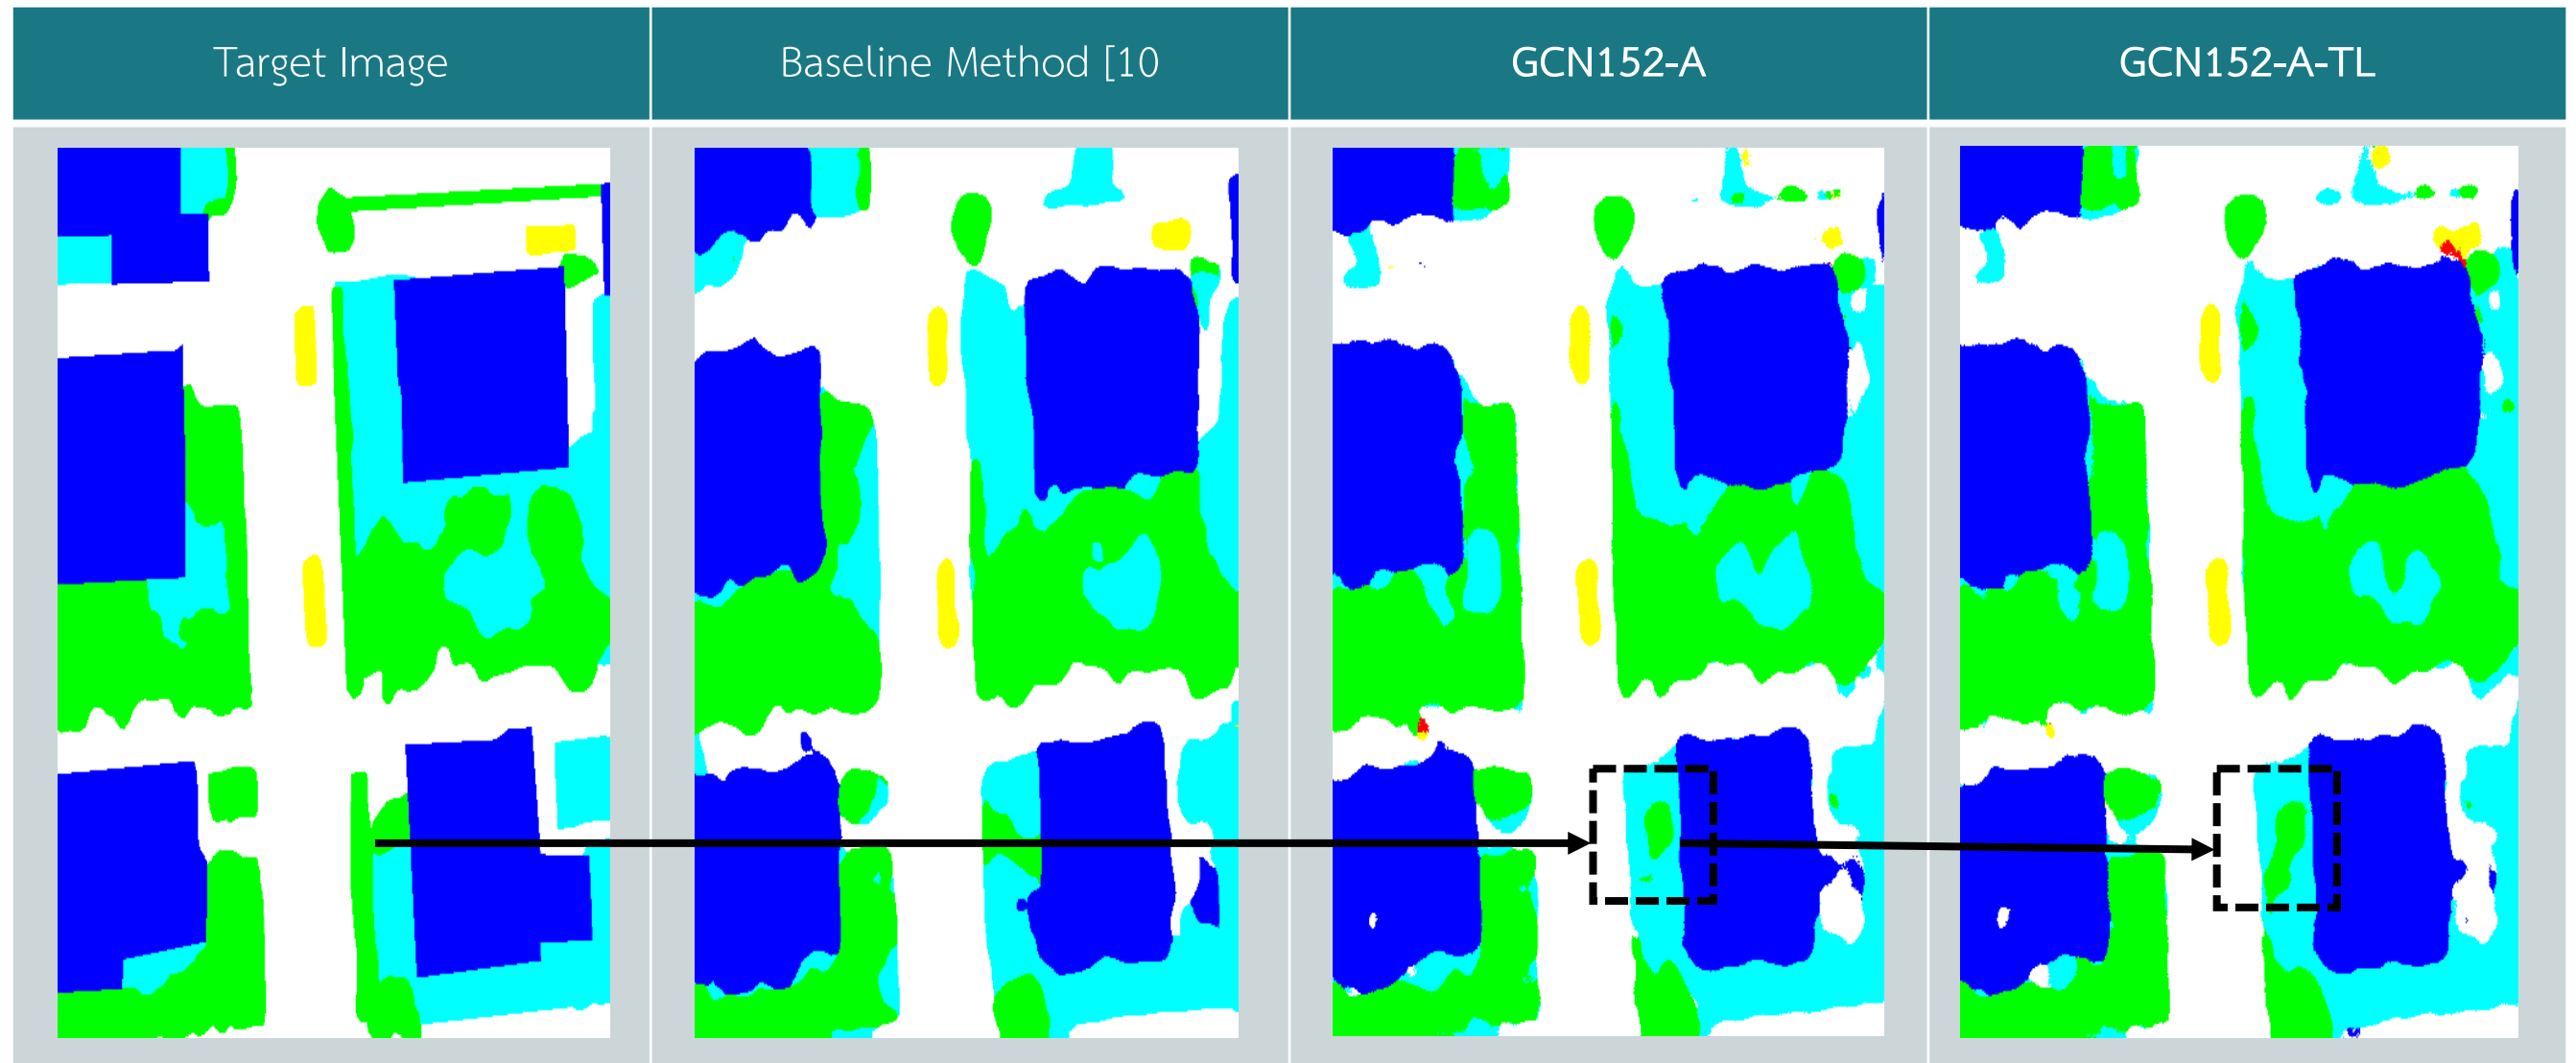 Target Image
Baseline Method [10
GCN152-A
GCN152-A-TL